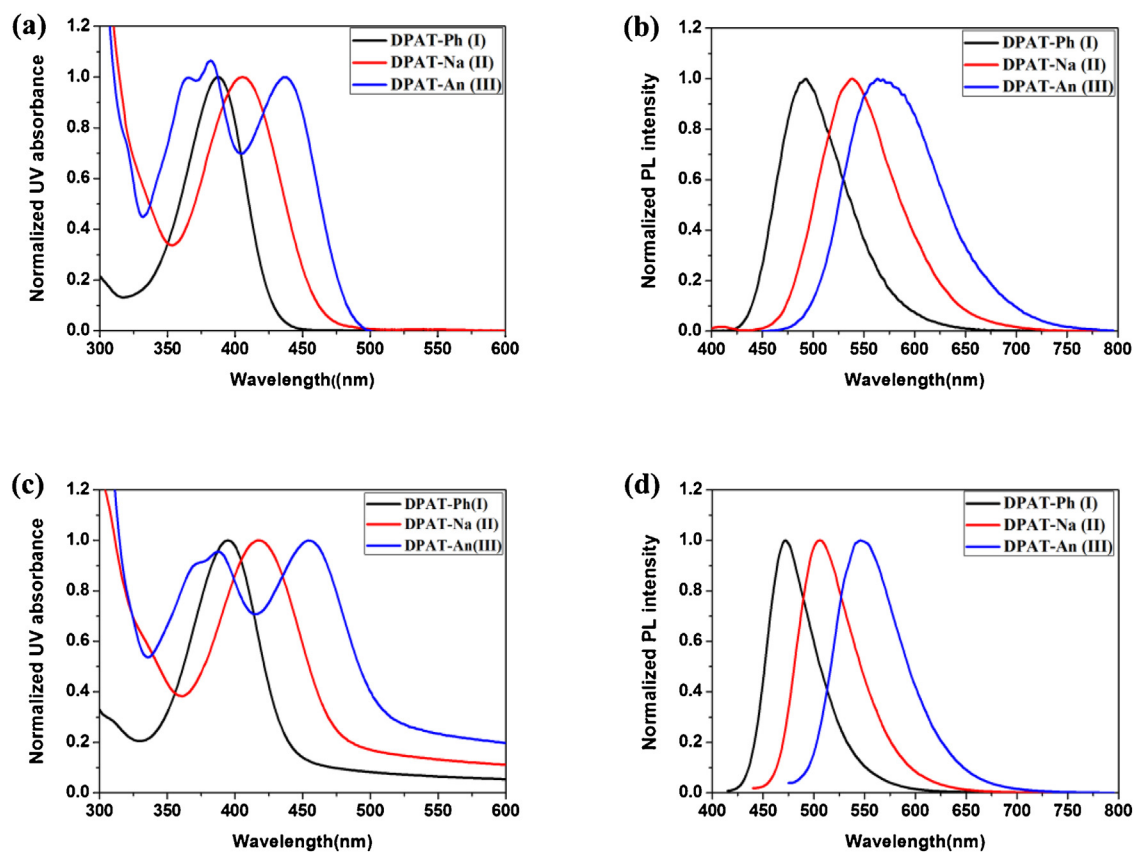 (a)
Normalized UV absorbance
1.2
1.0
0.8
0.6
0.4
0.2
0.0
DPAT-Ph (I)
DPAT-Na (II)
DPAT-An (III)
300 350 400 450 500 550 600
Wavelength((nm)
(b)
Normalized PL intensity
1.2
1.0
0.8
0.6
0.4
0.2
0.0
DPAT-Ph (I)
DPAT-Na (II)
DPAT-An (III)
400 450 500 550 600 650 700 750 800
Wavelength(nm)
(c)
Normalized UV absorbance
1.2
1.0
0.8
0.6
0.4
0.2
0.0
DPAT-Ph(I)
DPAT-Na (II)
DPAT-An(III)
300 350 400 450 500 550 600
Wavelength(nm)
(d)
Normalized PL intensity
1.2
1.0
0.8
0.6
0.4
0.2
0.0
DPAT-Ph (I)
DPAT-Na (II)
DPAT-An (III)
400 450 500 550 600 650 700 750 800
Wavelength(nm)